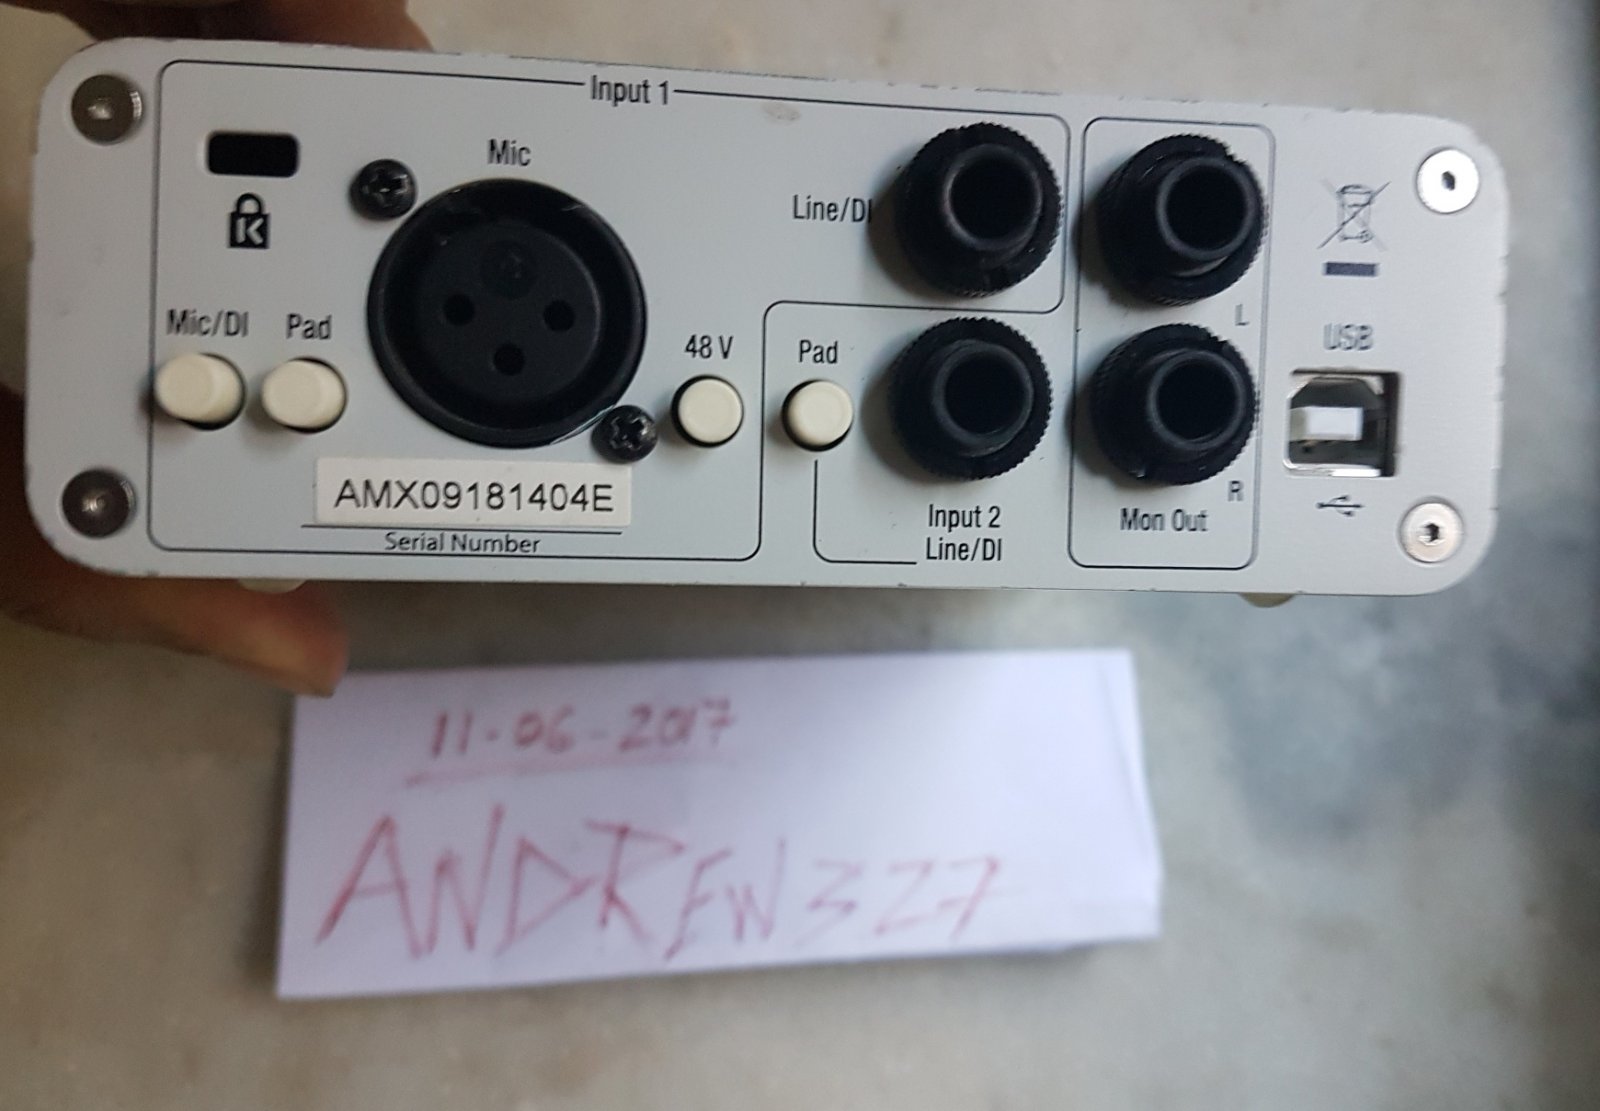 Input 1
Mic
Line/DI
K
Mic/DI
Pad
48 V
Pad
L
USB
AMX09181404E
Serial Number
R
Input 2
Line/DI
Mon Out
11-06-2017
ANDREW327